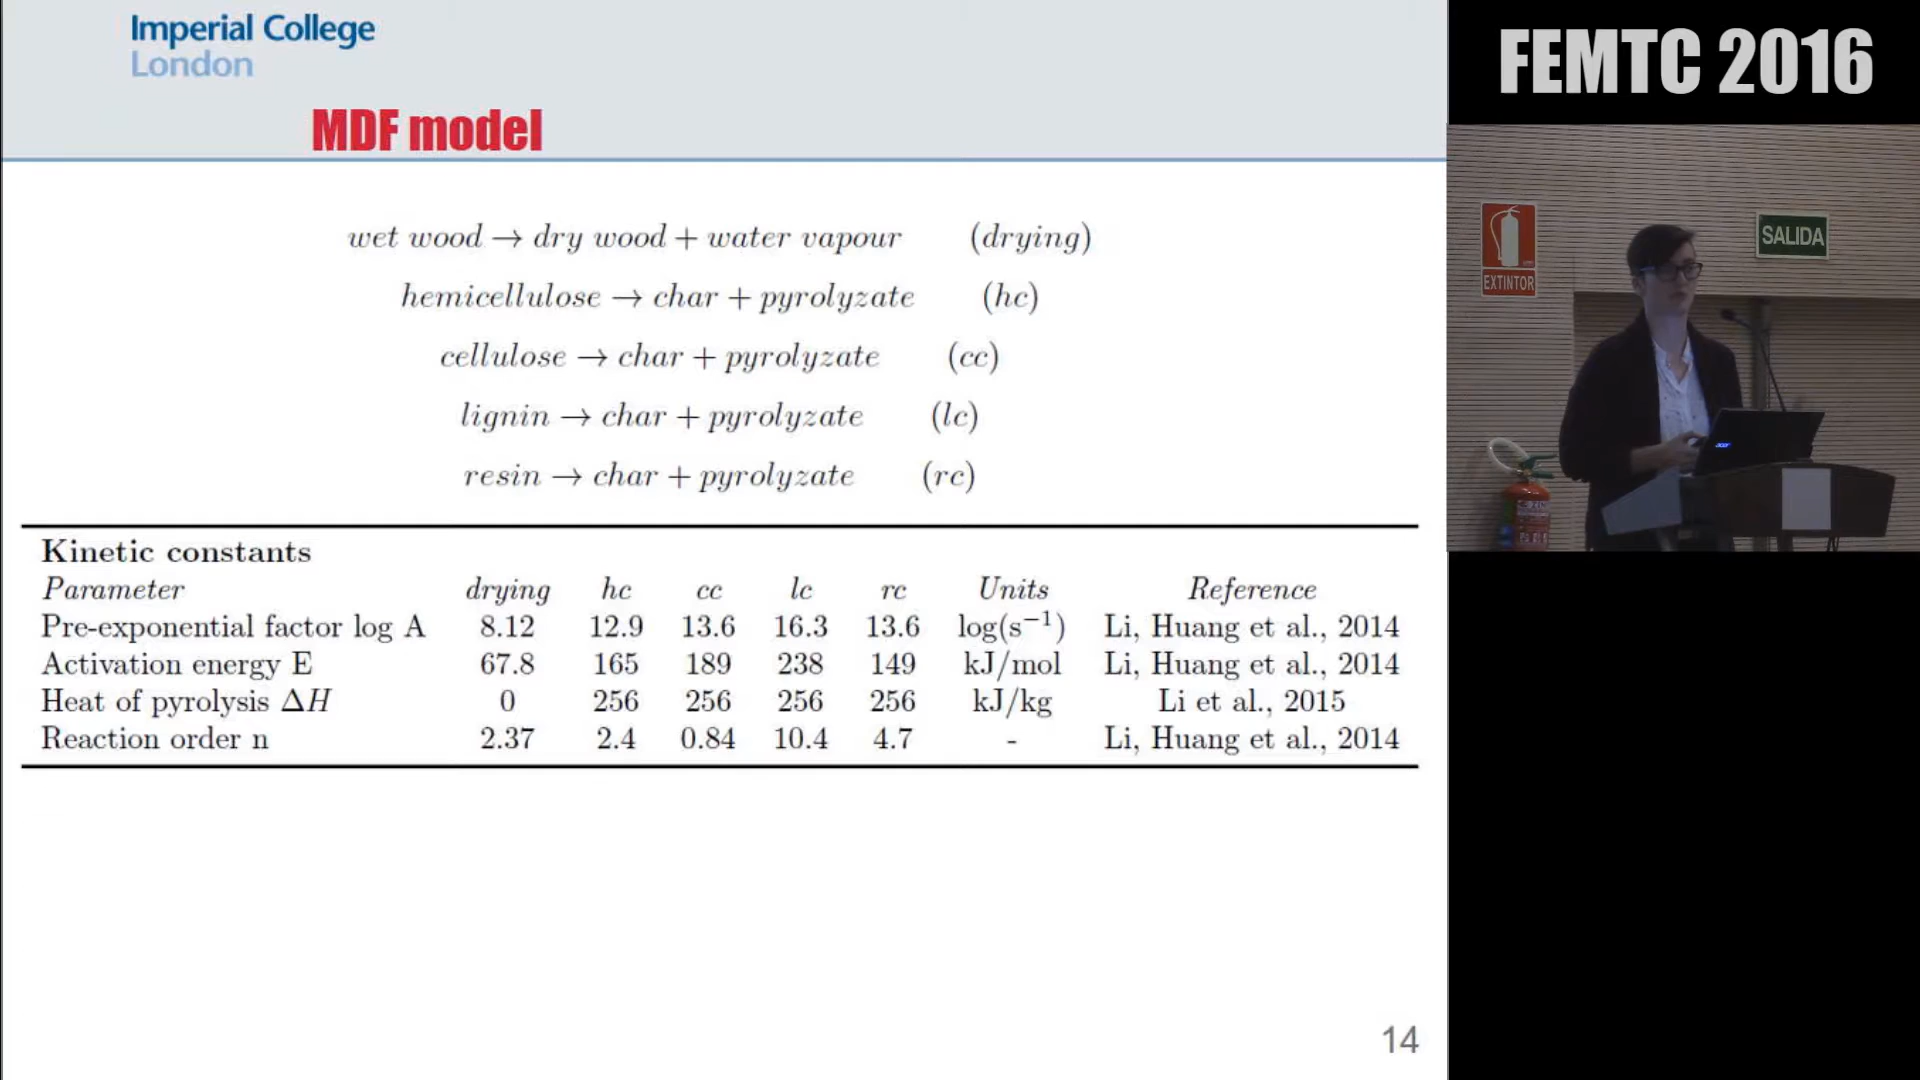 Imperial College
London
MDF model
wet wood → dry wood + water vapour (drying)
hemicellulose → char + pyrolyzate (hc)
cellulose → char + pyrolyzate (cc)
lignin → char + pyrolyzate (lc)
resin → char + pyrolyzate (rc)
Kinetic constants
Parameter drying hc cc lc rc Units Reference
Pre-exponential factor log A 8.12 12.9 13.6 16.3 13.6 log(s⁻¹) Li, Huang et al., 2014
Activation energy E 67.8 165 189 238 149 kJ/mol Li, Huang et al., 2014
Heat of pyrolysis ΔH 0 256 256 256 256 kJ/kg Li et al., 2015
Reaction order n 2.37 2.4 0.84 10.4 4.7 - Li, Huang et al., 2014
14
FEMTC 2016
EXTINTOR
SALIDA
acer